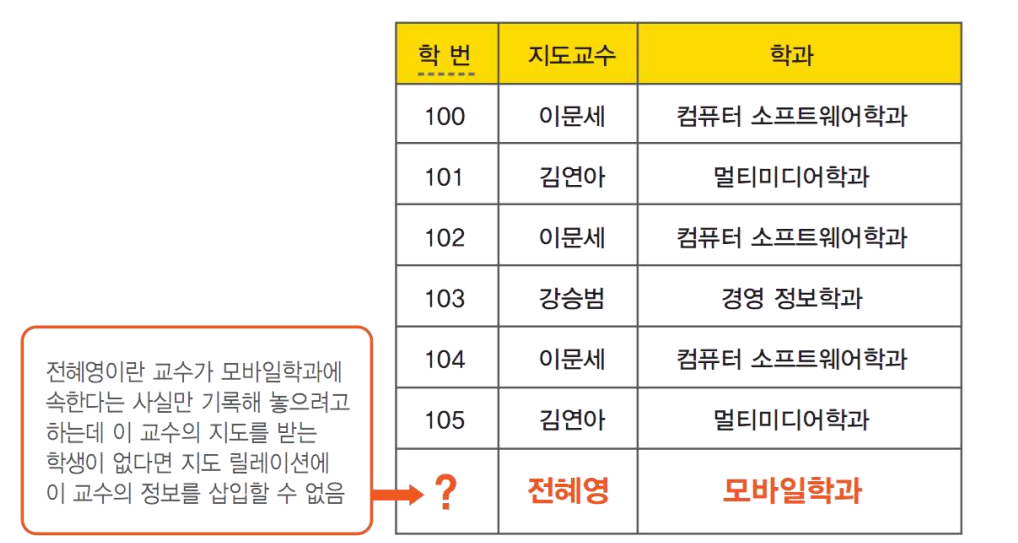 학 번 지도교수 학과
100 이문세 컴퓨터 소프트웨어학과
101 김연아 멀티미디어학과
102 이문세 컴퓨터 소프트웨어학과
103 강승범 경영 정보학과
104 이문세 컴퓨터 소프트웨어학과
105 김연아 멀티미디어학과
? 전혜영 모바일학과
전혜영이란 교수가 모바일학과에
속한다는 사실만 기록해 놓으려고
하는데 이 교수의 지도를 받는
학생이 없다면 지도 릴레이션에
이 교수의 정보를 삽입할 수 없음